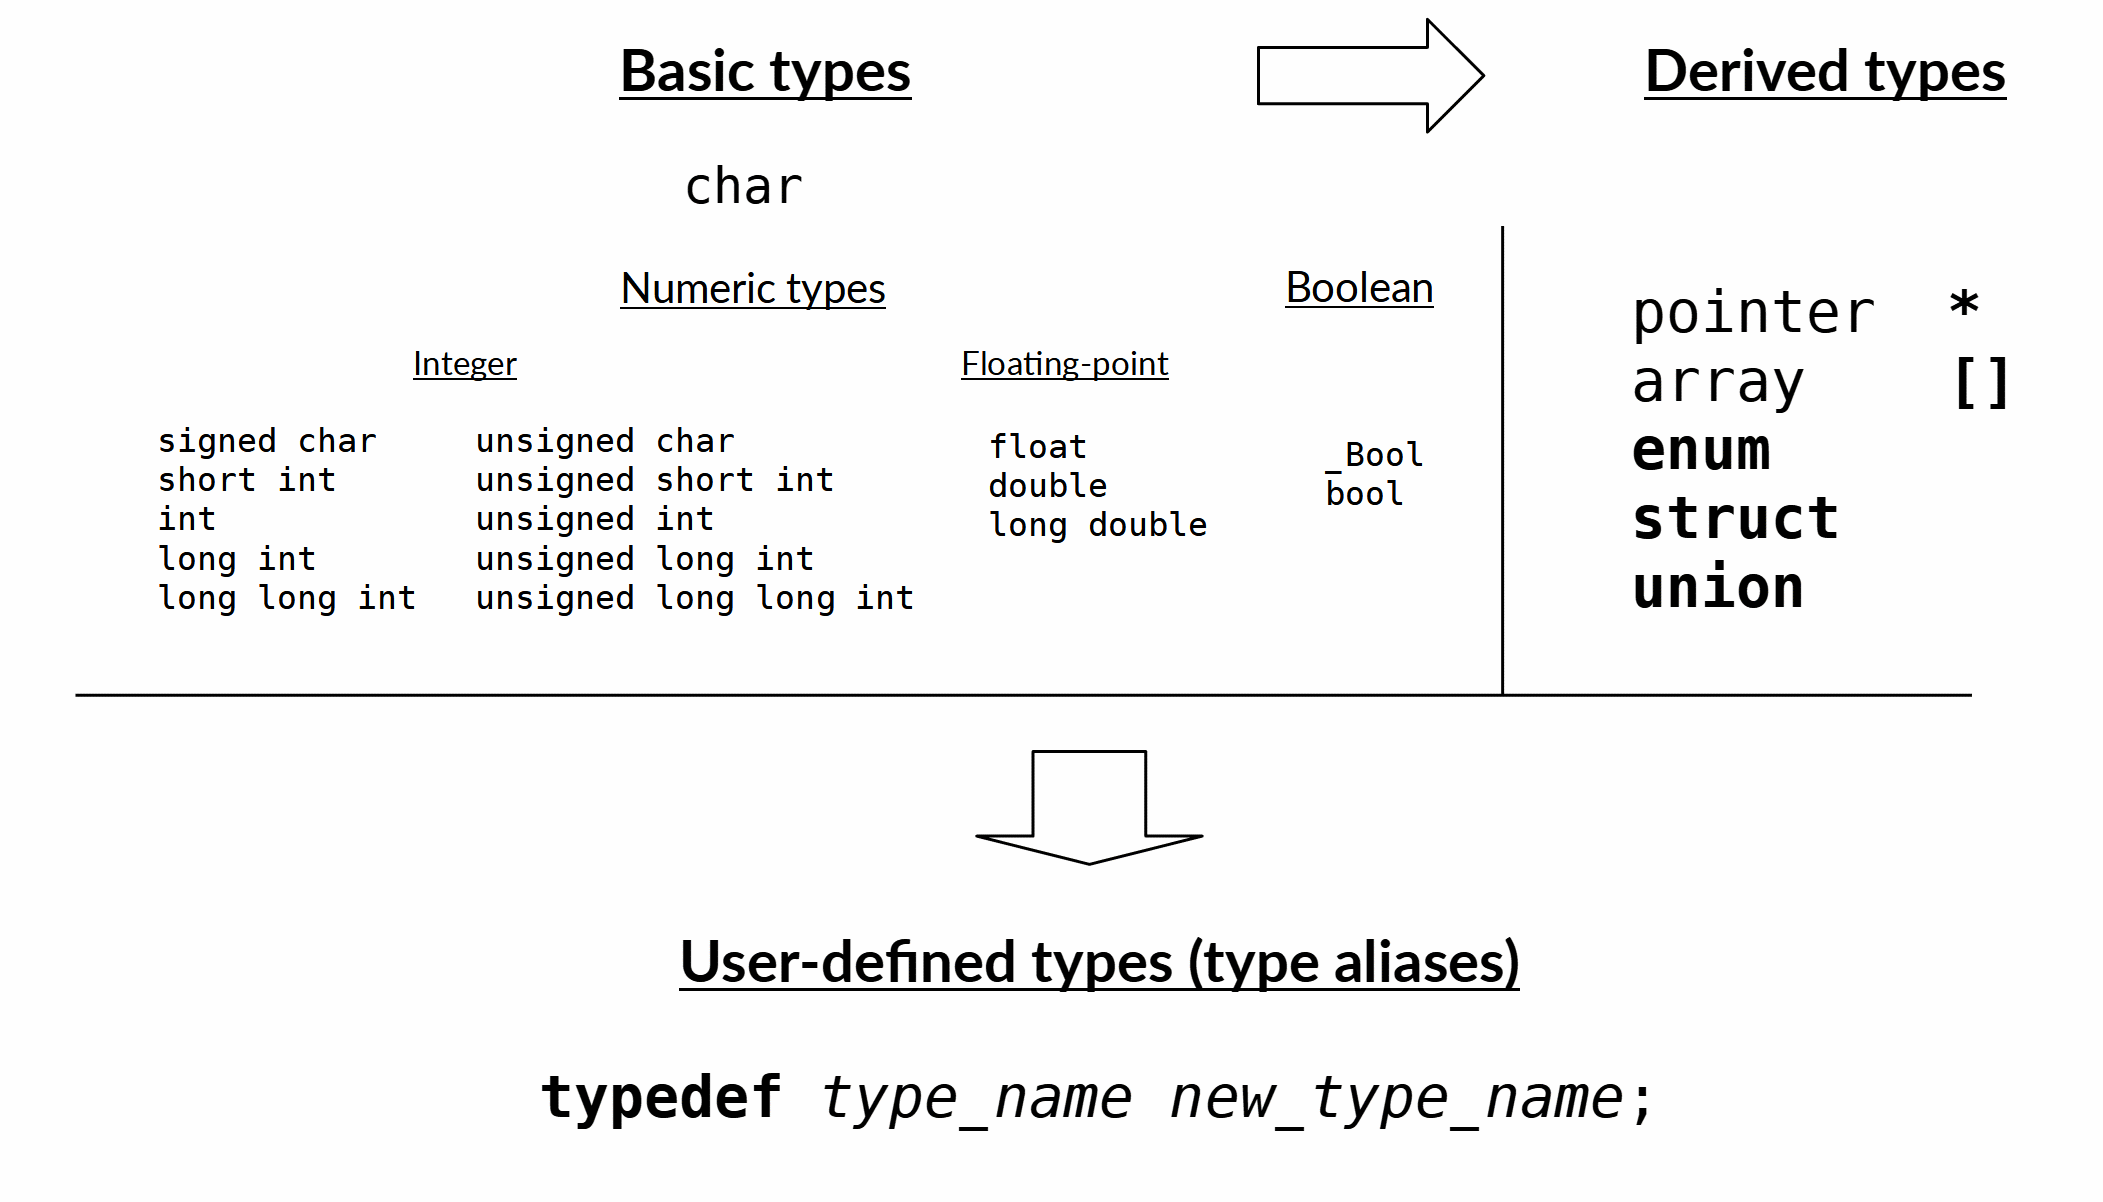 Basic types
Derived types
char
Numeric types
Boolean
Integer
Floating-point
signed char
short int
int
long int
long long int
unsigned char
unsigned short int
unsigned int
unsigned long int
unsigned long long int
float
double
long double
_Bool
bool
pointer *
array []
enum
struct
union
User-defined types (type aliases)
typedef type_name new_type_name;